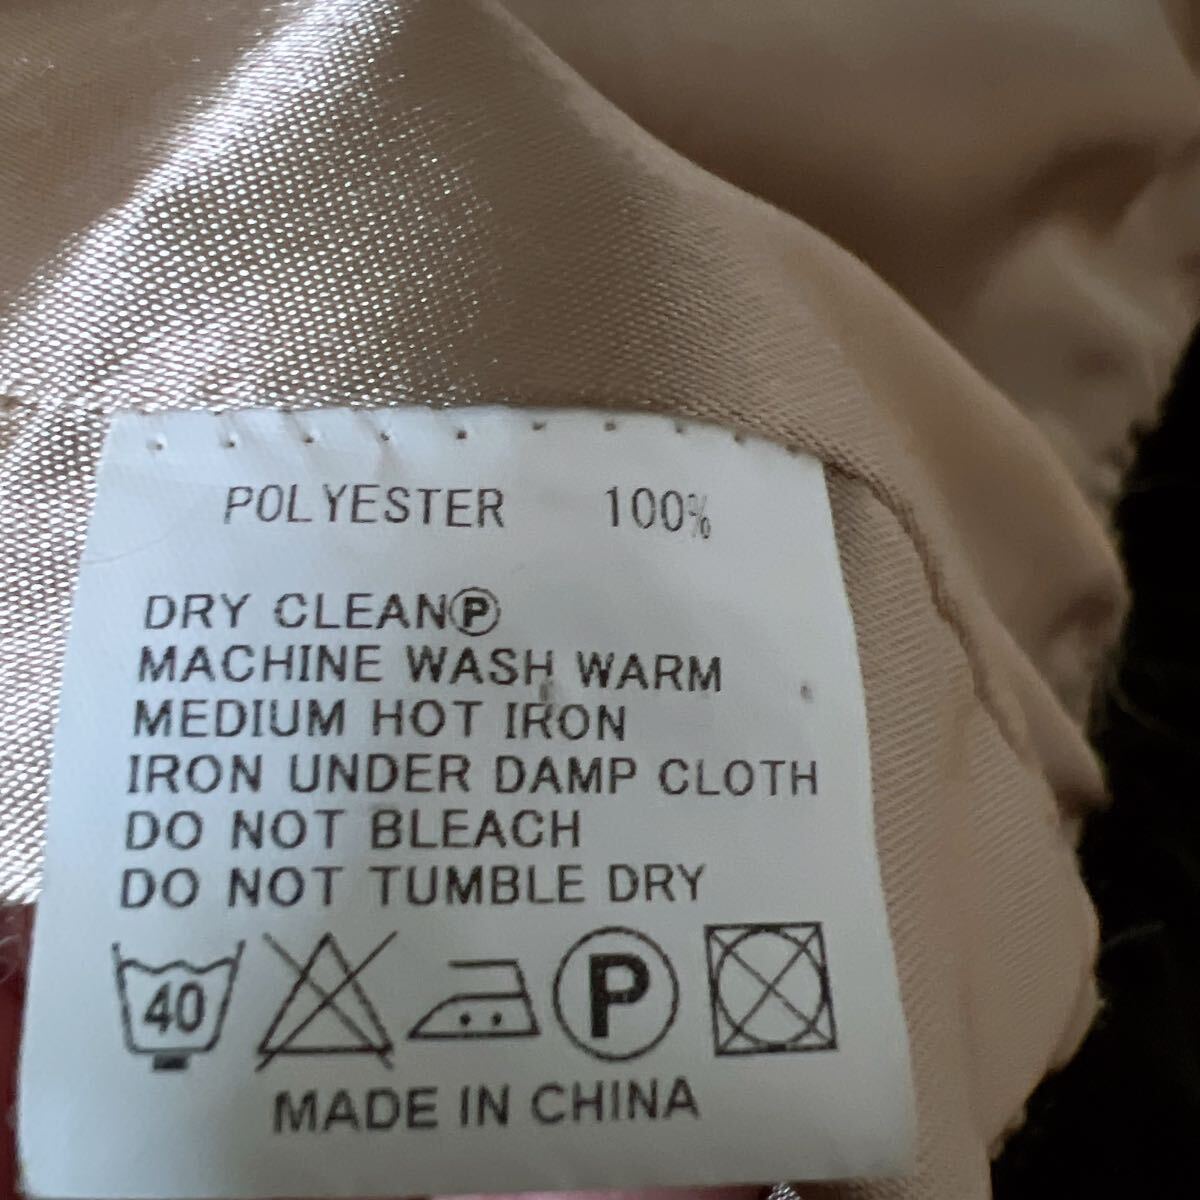 POLYESTER 100%
DRY CLEANⓅ
MACHINE WASH WARM
MEDIUM HOT IRON
IRON UNDER DAMP CLOTH
DO NOT BLEACH
DO NOT TUMBLE DRY
40 P
MADE IN CHINA